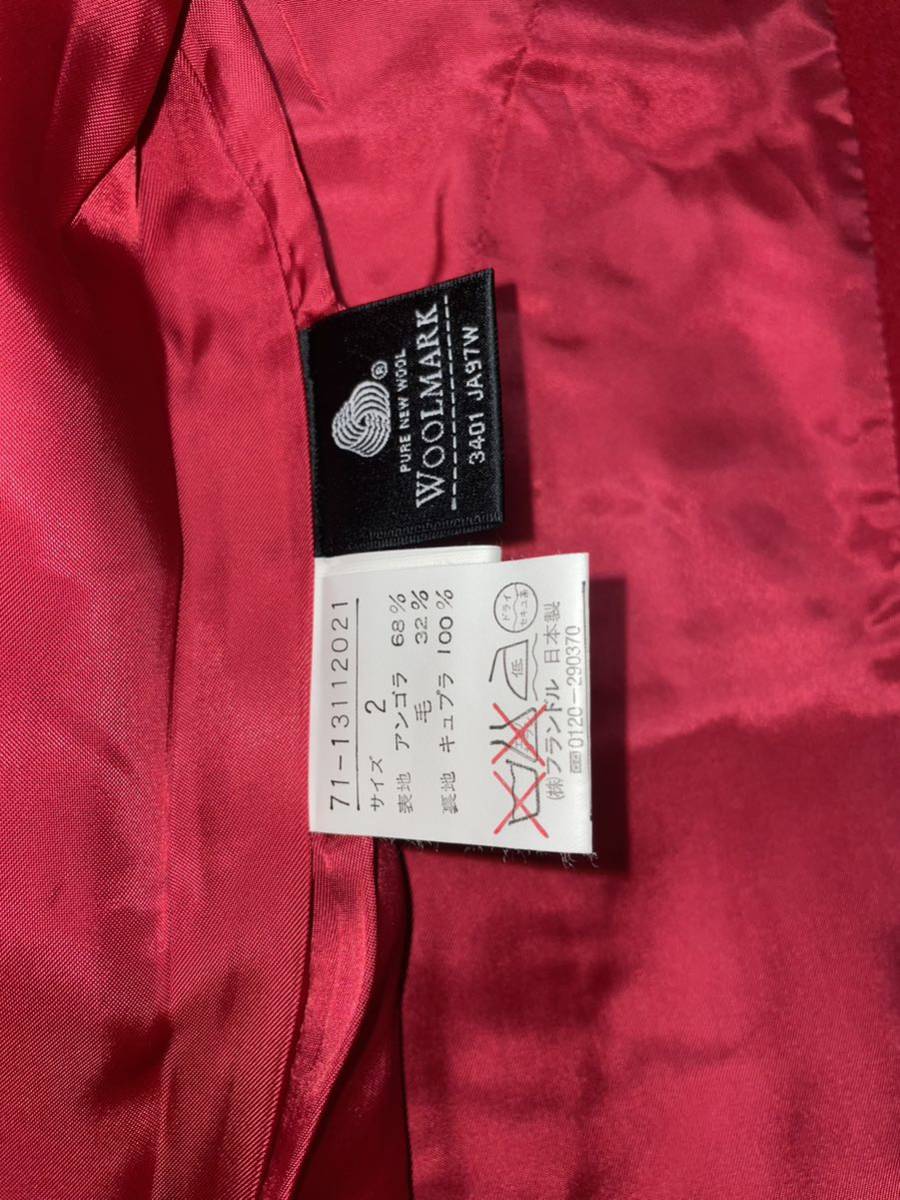 ®
PURE NEW WOOL
WOOLMARK
3401 JA97W
71-13112021
サイズ 2
表地 アンゴラ 68%
毛 32%
裏地 キュプラ 100%
低
ドライ
セキユ系
(株)フランドル 日本製
0120-290370